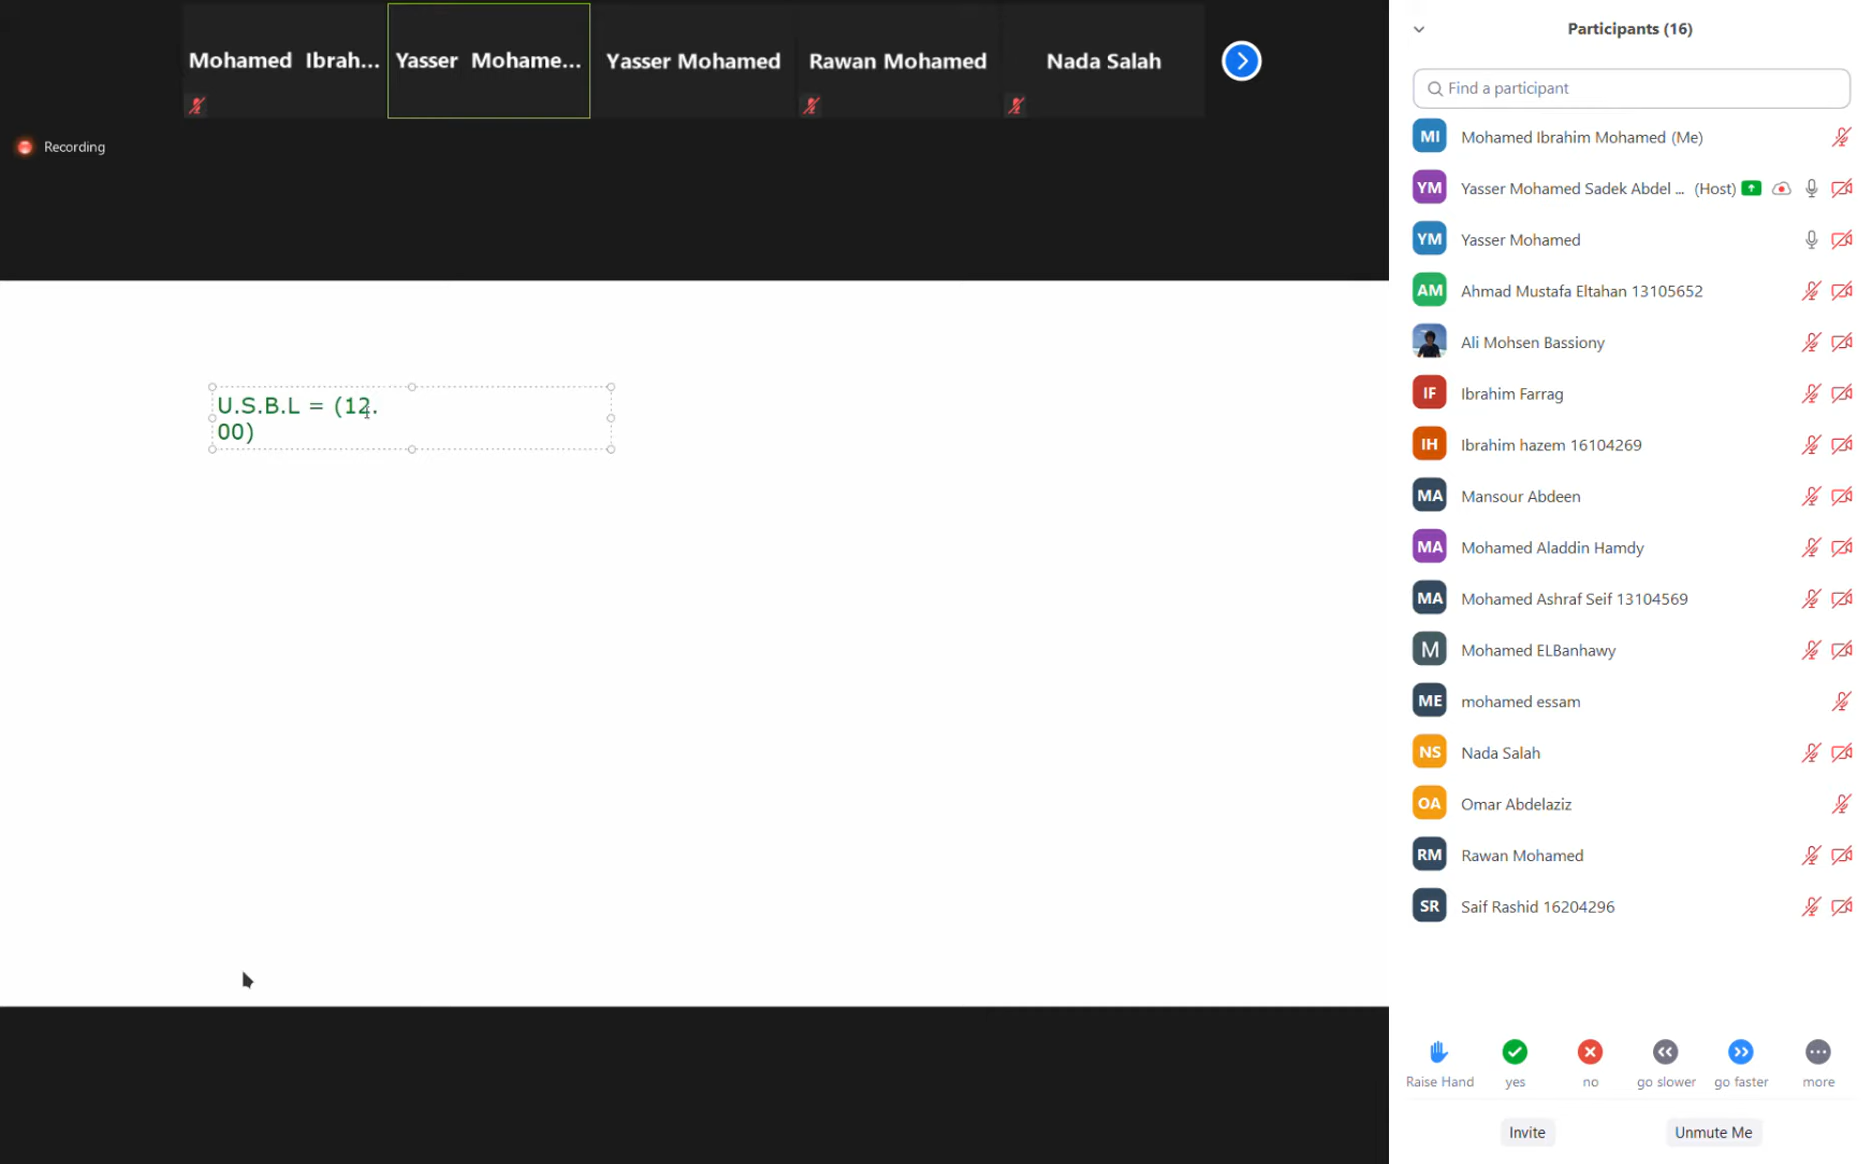 Mohamed Ibrah...
Yasser Mohame...
Yasser Mohamed
Rawan Mohamed
Nada Salah
Recording
U.S.B.L = (12.
00)
Participants (16)
Find a participant
MI Mohamed Ibrahim Mohamed (Me)
YM Yasser Mohamed Sadek Abdel ... (Host)
YM Yasser Mohamed
AM Ahmad Mustafa Eltahan 13105652
Ali Mohsen Bassiony
IF Ibrahim Farrag
IH Ibrahim hazem 16104269
MA Mansour Abdeen
MA Mohamed Aladdin Hamdy
MA Mohamed Ashraf Seif 13104569
M Mohamed ELBanhawy
ME mohamed essam
NS Nada Salah
OA Omar Abdelaziz
RM Rawan Mohamed
SR Saif Rashid 16204296
Raise Hand yes no go slower go faster more
Invite Unmute Me